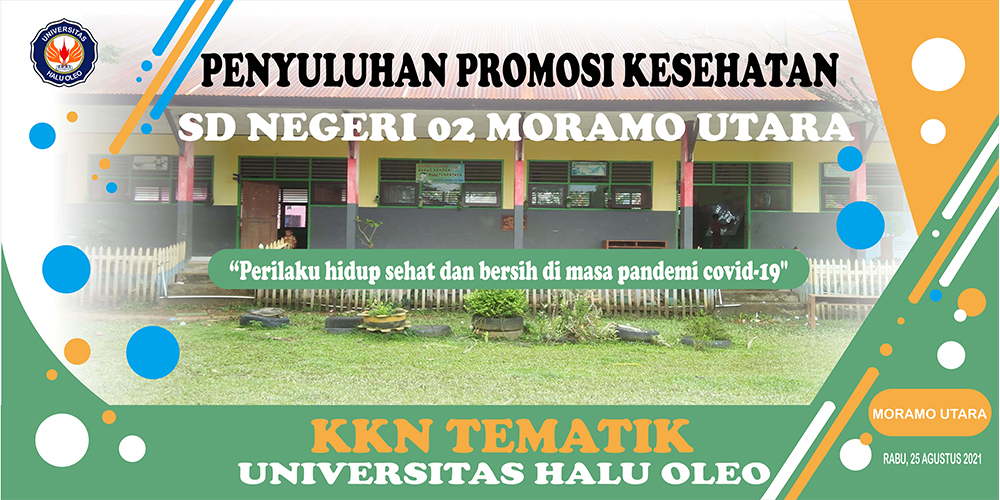 UNIVERSITAS
HALU OLEO
PENYULUHAN PROMOSI KESEHATAN
SD NEGERI 02 MORAMO UTARA
“Perilaku hidup sehat dan bersih di masa pandemi covid-19"
KKN TEMATIK
UNIVERSITAS HALU OLEO
MORAMO UTARA
RABU, 25 AGUSTUS 2021